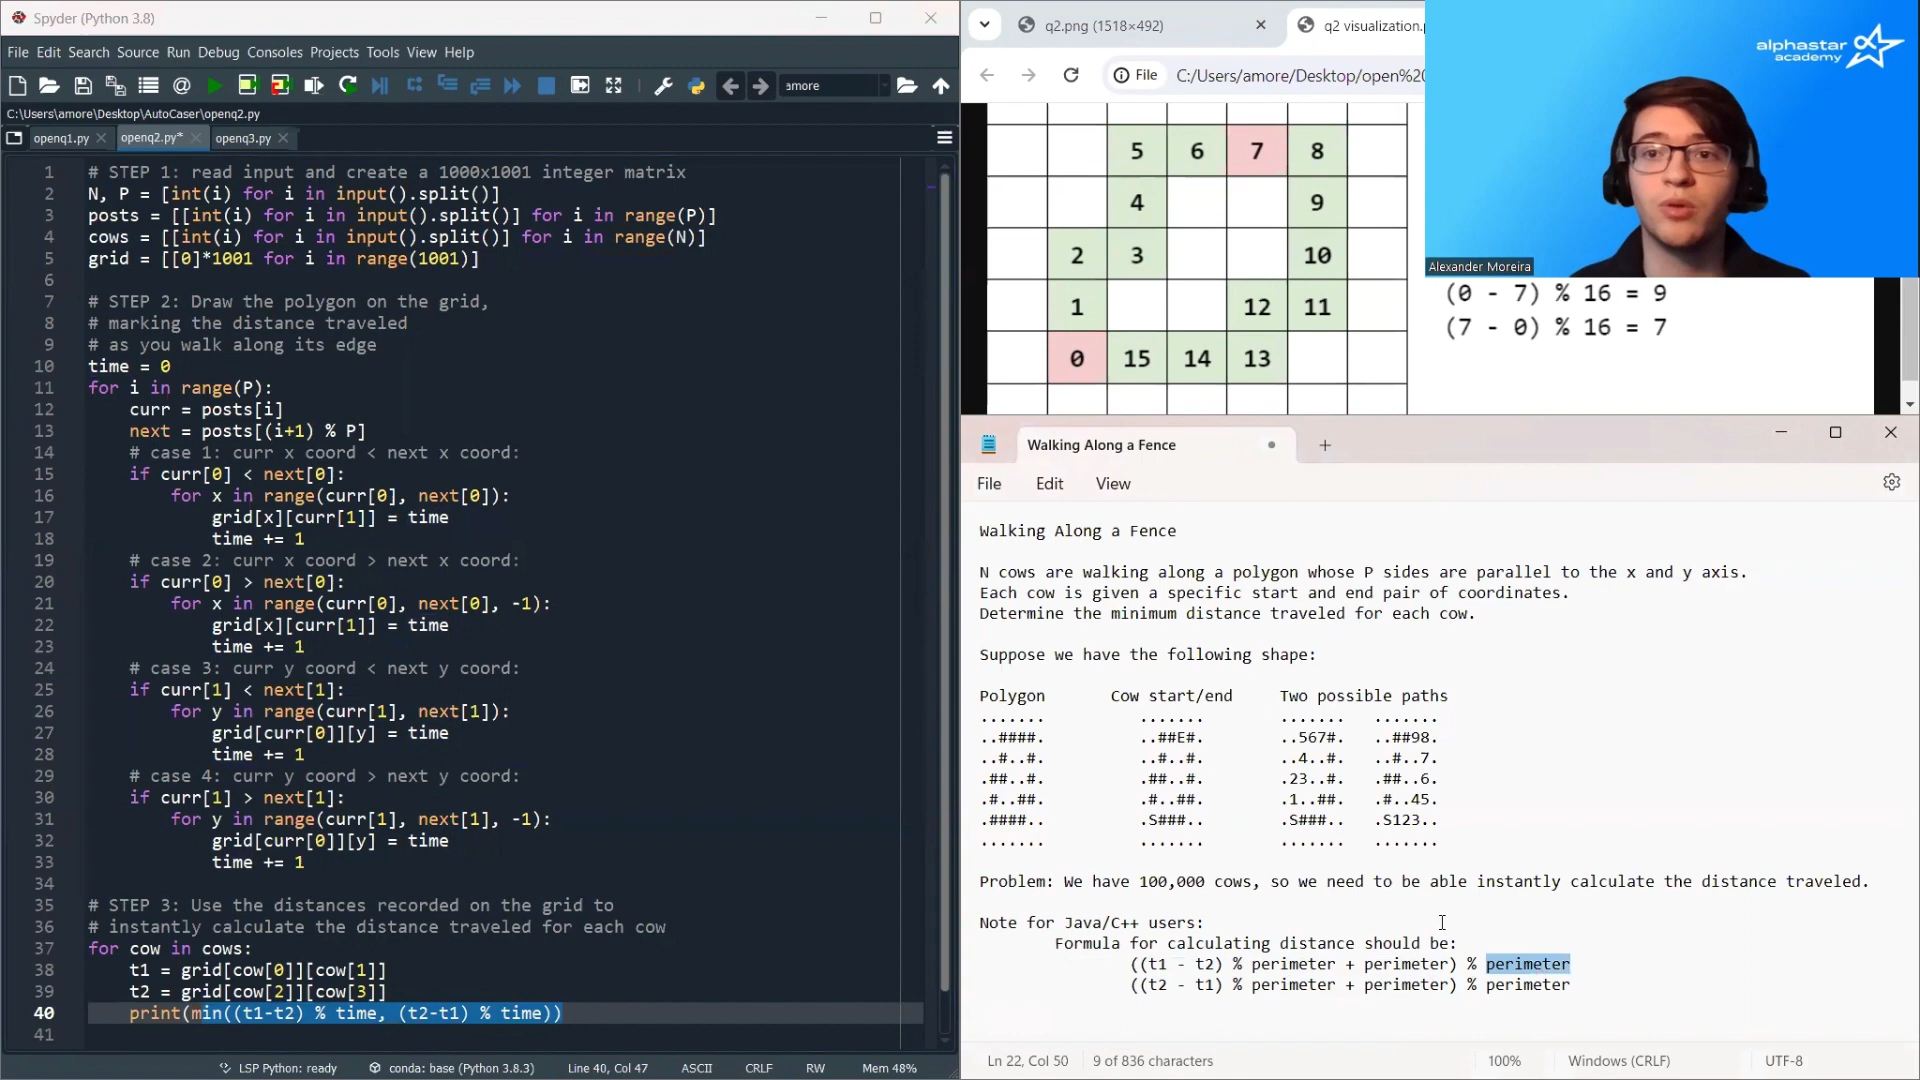 Spyder (Python 3.8)
File Edit Search Source Run Debug Consoles Projects Tools View Help
amore
C:\Users\amore\Desktop\AutoCaser\openq2.py
openq1.py openq2.py* openq3.py
1 # STEP 1: read input and create a 1000x1001 integer matrix
2 N, P = [int(i) for i in input().split()]
3 posts = [[int(i) for i in input().split()] for i in range(P)]
4 cows = [[int(i) for i in input().split()] for i in range(N)]
5 grid = [[0]*1001 for i in range(1001)]
6
7 # STEP 2: Draw the polygon on the grid,
8 # marking the distance traveled
9 # as you walk along its edge
10 time = 0
11 for i in range(P):
12 curr = posts[i]
13 next = posts[(i+1) % P]
14 # case 1: curr x coord < next x coord:
15 if curr[0] < next[0]:
16 for x in range(curr[0], next[0]):
17 grid[x][curr[1]] = time
18 time += 1
19 # case 2: curr x coord > next x coord:
20 if curr[0] > next[0]:
21 for x in range(curr[0], next[0], -1):
22 grid[x][curr[1]] = time
23 time += 1
24 # case 3: curr y coord < next y coord:
25 if curr[1] < next[1]:
26 for y in range(curr[1], next[1]):
27 grid[curr[0]][y] = time
28 time += 1
29 # case 4: curr y coord > next y coord:
30 if curr[1] > next[1]:
31 for y in range(curr[1], next[1], -1):
32 grid[curr[0]][y] = time
33 time += 1
34
35 # STEP 3: Use the distances recorded on the grid to
36 # instantly calculate the distance traveled for each cow
37 for cow in cows:
38 t1 = grid[cow[0]][cow[1]]
39 t2 = grid[cow[2]][cow[3]]
40 print(min((t1-t2) % time, (t2-t1) % time))
41
LSP Python: ready conda: base (Python 3.8.3) Line 40, Col 47 ASCII CRLF RW Mem 48%
q2.png (1518×492) q2 visualization.p
File C:/Users/amore/Desktop/open%20
5 6 7 8
4 9
2 3 10
1 12 11
0 15 14 13
(0 - 7) % 16 = 9
(7 - 0) % 16 = 7
alphastar
academy
Alexander Moreira
Walking Along a Fence
File Edit View
Walking Along a Fence
N cows are walking along a polygon whose P sides are parallel to the x and y axis.
Each cow is given a specific start and end pair of coordinates.
Determine the minimum distance traveled for each cow.
Suppose we have the following shape:
Polygon Cow start/end Two possible paths
....... ....... ....... .......
..####. ..##E#. ..567#. ..##98.
..#..#. ..#..#. ..4..#. ..#..7.
.##..#. .##..#. .23..#. .##..6.
.#..##. .#..##. .1..##. .#..45.
.####.. .S###.. .S###.. .S123..
....... ....... ....... .......
Problem: We have 100,000 cows, so we need to be able instantly calculate the distance traveled.
Note for Java/C++ users:
Formula for calculating distance should be:
((t1 - t2) % perimeter + perimeter) % perimeter
((t2 - t1) % perimeter + perimeter) % perimeter
Ln 22, Col 50 9 of 836 characters 100% Windows (CRLF) UTF-8